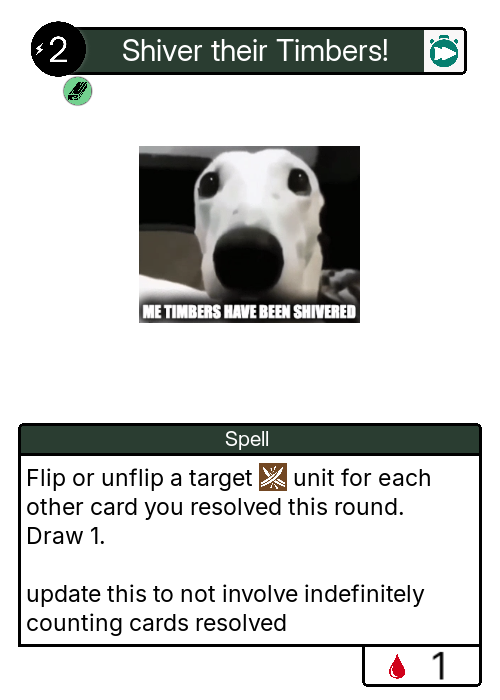 2
Shiver their Timbers!
ME TIMBERS HAVE BEEN SHIVERED
Spell
Flip or unflip a target unit for each
other card you resolved this round.
Draw 1.
update this to not involve indefinitely
counting cards resolved
1